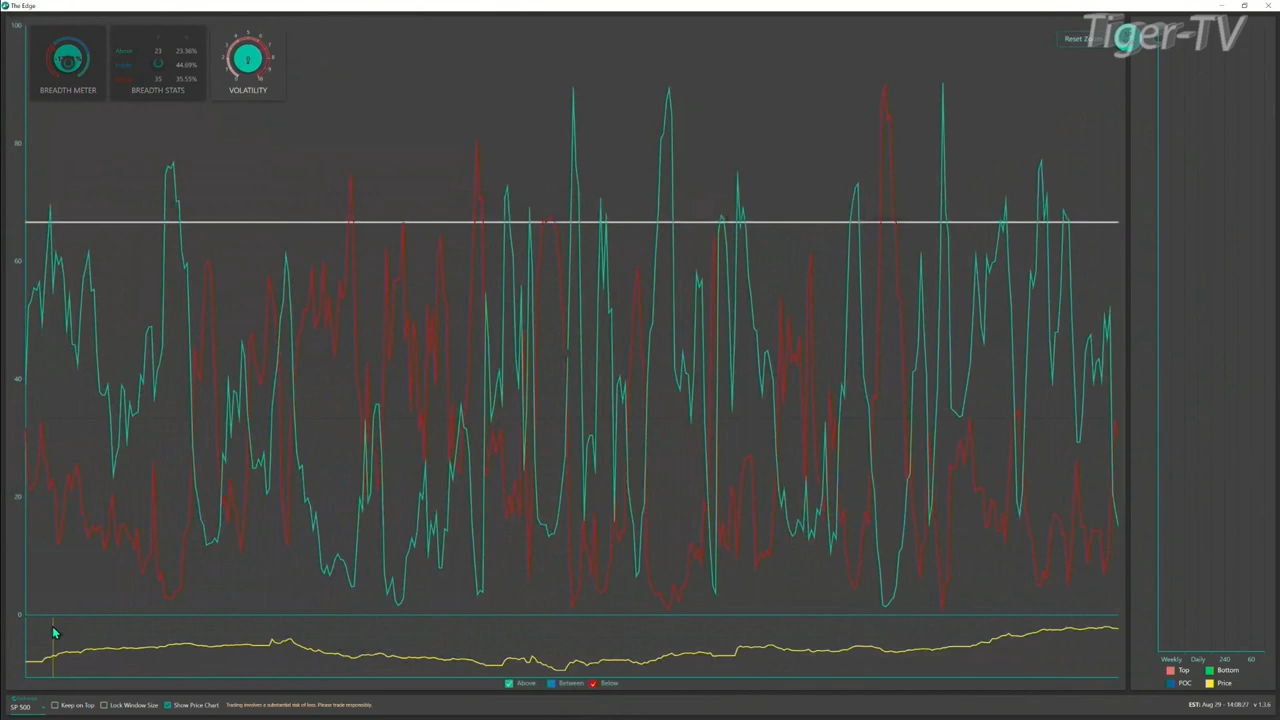 The Edge
Tiger-TV
Reset Zoom
100
80
60
40
20
0
Above 23 23.36%
44.69%
35 35.55%
BREADTH METER
BREADTH STATS
VOLATILITY
Above Between Below
Weekly Daily 240 60
Top Bottom
POC Price
SP 500
Keep on Top Lock Window Size Show Price Chart
Trading involves a substantial risk of loss. Please trade responsibly.
EST: Aug 29 - 14:08:27 v 1.3.6